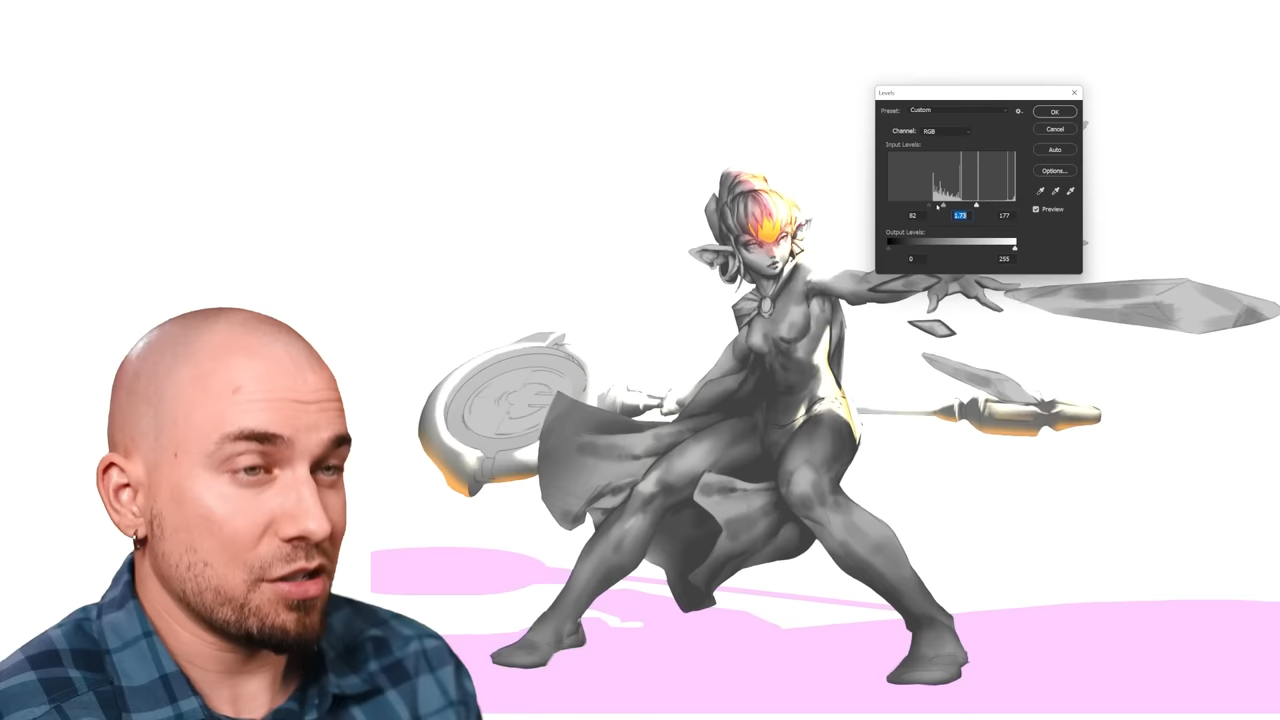 Levels
Preset: Custom
OK
Channel: RGB
Cancel
Input Levels:
Auto
Options...
82 1.73 177
Preview
Output Levels:
0 255